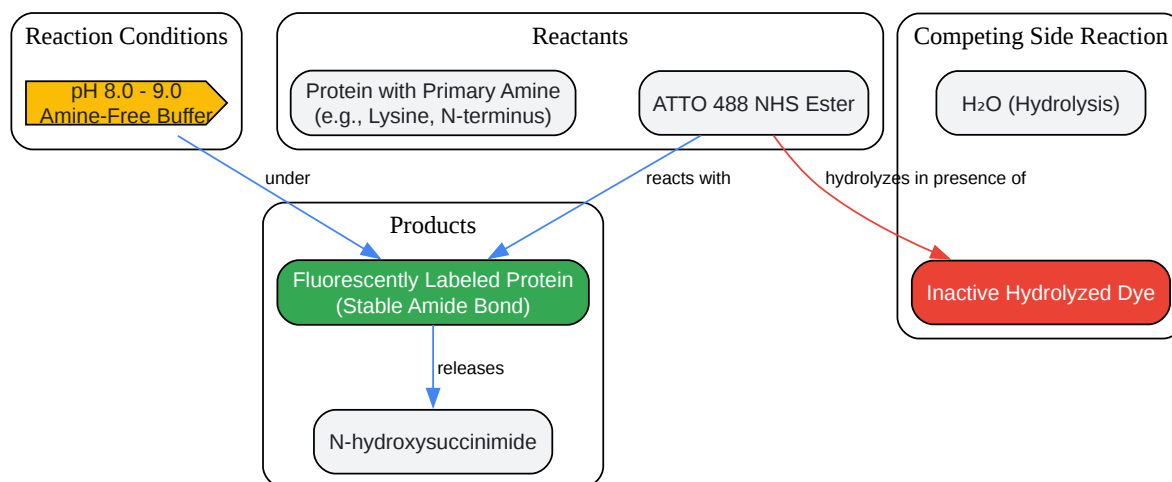 Reaction Conditions
pH 8.0 - 9.0
Amine-Free Buffer
Reactants
Protein with Primary Amine
(e.g., Lysine, N-terminus)
ATTO 488 NHS Ester
Competing Side Reaction
H₂O (Hydrolysis)
under
reacts with
hydrolyzes in presence of
Products
Fluorescently Labeled Protein
(Stable Amide Bond)
Inactive Hydrolyzed Dye
releases
N-hydroxysuccinimide